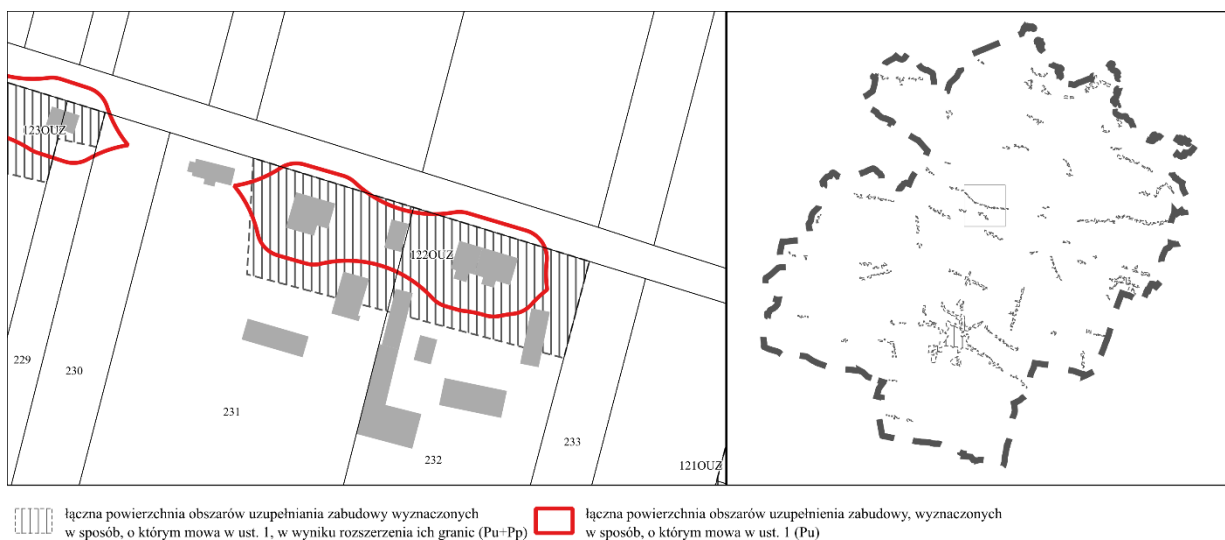 123OUZ
122OUZ
229
230
231
232
233
121OUZ
łączna powierzchnia obszarów uzupełniania zabudowy wyznaczonych
w sposób, o którym mowa w ust. 1, w wyniku rozszerzenia ich granic (Pu+Pp)
łączna powierzchnia obszarów uzupełnienia zabudowy, wyznaczonych
w sposób, o którym mowa w ust. 1 (Pu)